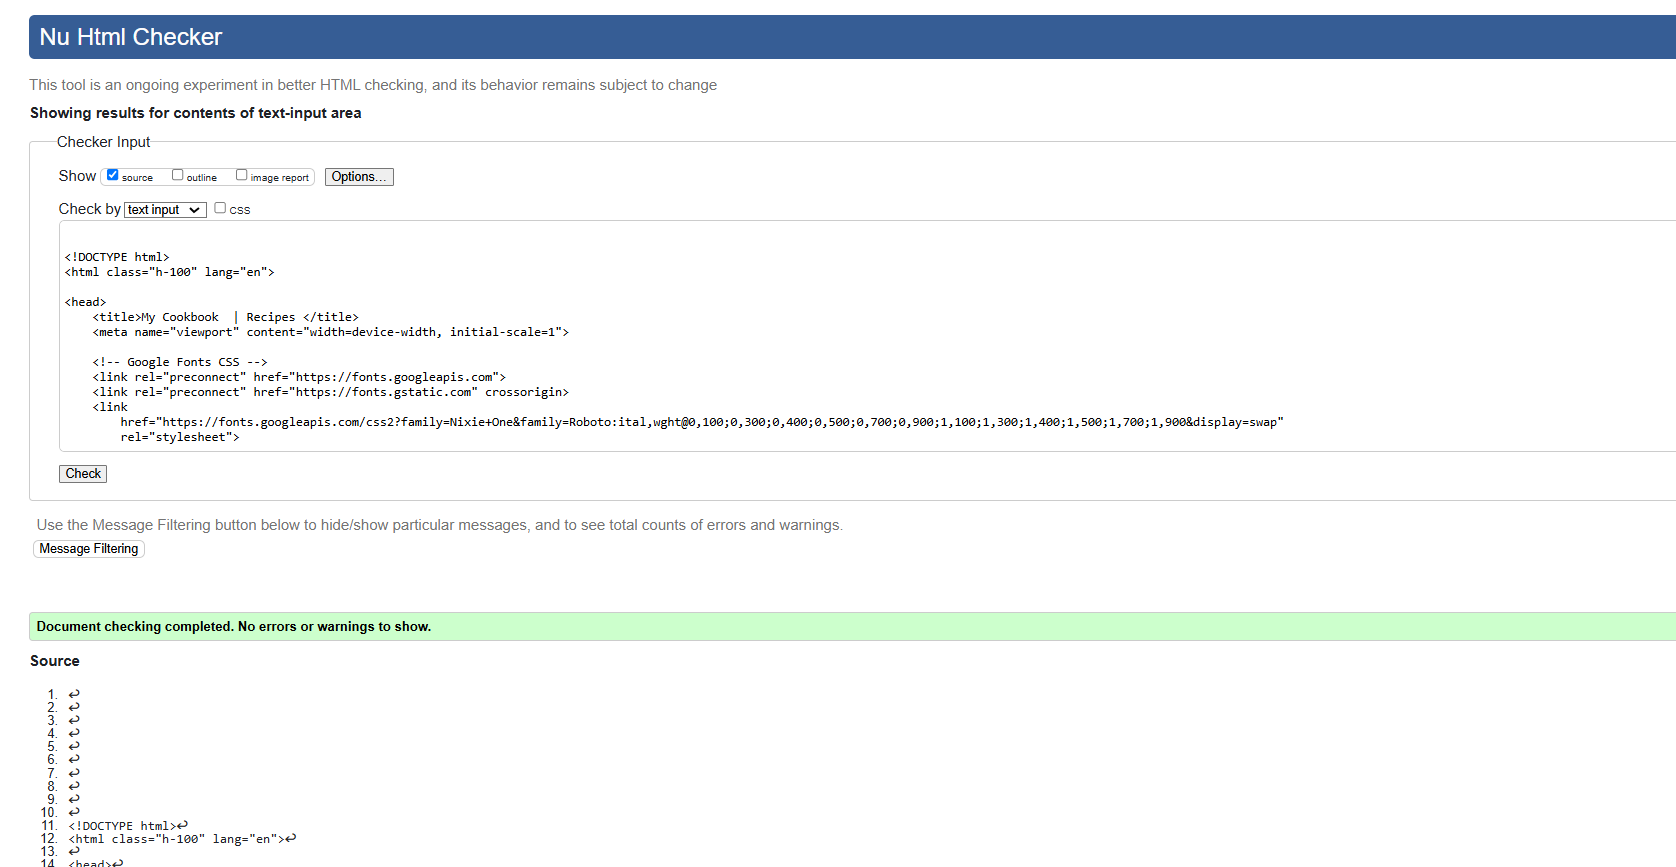 Nu Html Checker
This tool is an ongoing experiment in better HTML checking, and its behavior remains subject to change
Showing results for contents of text-input area
Checker Input
Show source outline image report Options...
Check by text input css
<!DOCTYPE html>
<html class="h-100" lang="en">
<head>
<title>My Cookbook  | Recipes </title>
<meta name="viewport" content="width=device-width, initial-scale=1">
<!-- Google Fonts CSS -->
<link rel="preconnect" href="https://fonts.googleapis.com">
<link rel="preconnect" href="https://fonts.gstatic.com" crossorigin>
<link
href="https://fonts.googleapis.com/css2?family=Nixie+One&family=Roboto:ital,wght@0,100;0,300;0,400;0,500;0,700;0,900;1,100;1,300;1,400;1,500;1,700;1,900&display=swap"
rel="stylesheet">
Check
Use the Message Filtering button below to hide/show particular messages, and to see total counts of errors and warnings.
Message Filtering
Document checking completed. No errors or warnings to show.
Source
1. ↩
2. ↩
3. ↩
4. ↩
5. ↩
6. ↩
7. ↩
8. ↩
9. ↩
10. ↩
11. <!DOCTYPE html>↩
12. <html class="h-100" lang="en">↩
13. ↩
14. <head>↩